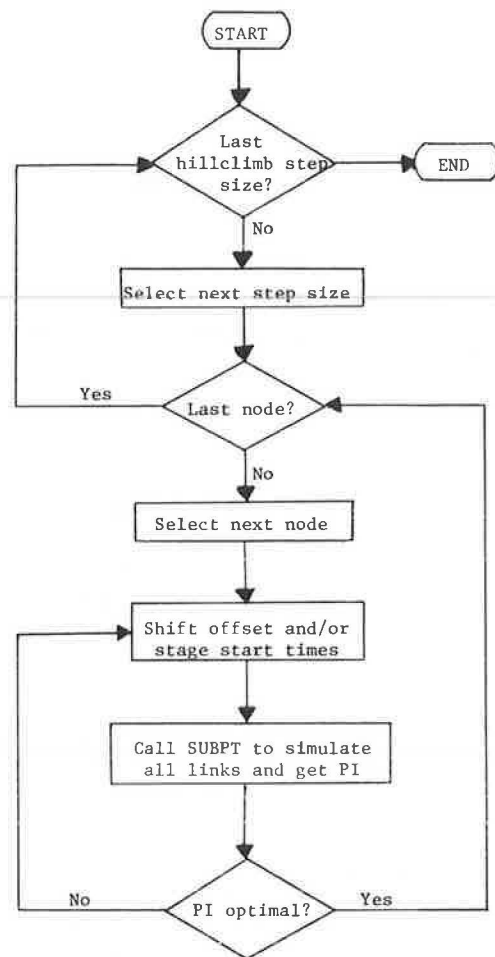 START
Last
hillclimb step
size?
END
No
Select next step size
Yes
Last node?
No
Select next node
Shift offset and/or
stage start times
Call SUBPT to simulate
all links and get PI
No
PI optimal?
Yes